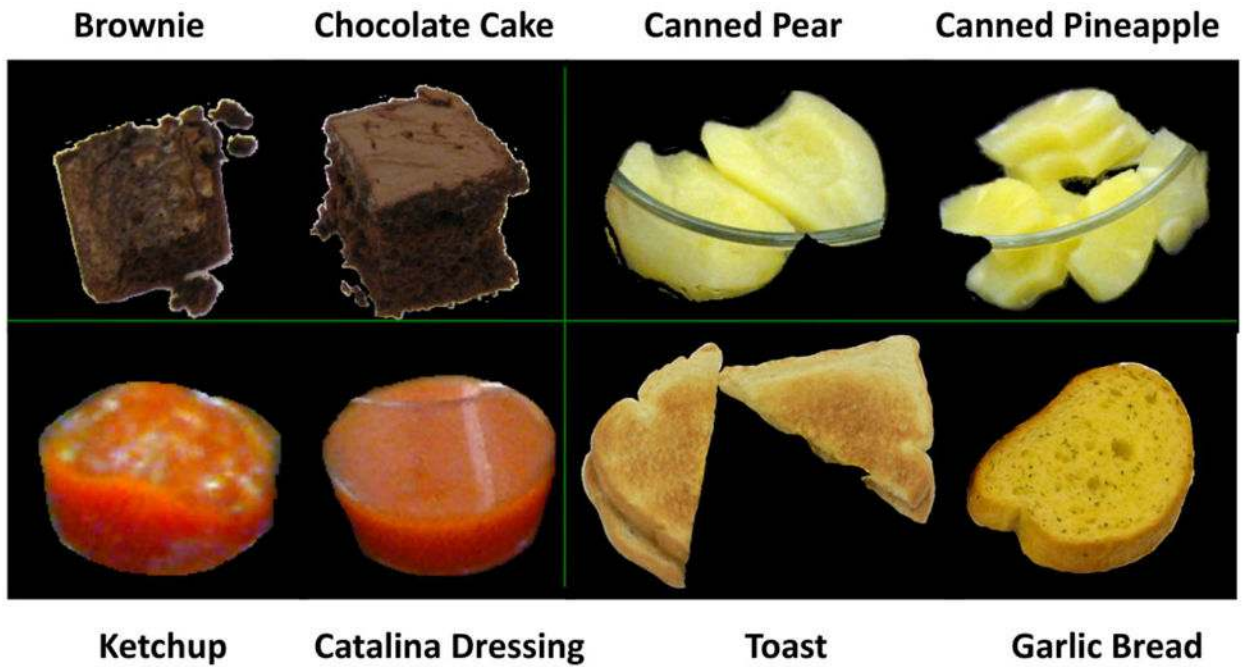 Brownie Chocolate Cake Canned Pear Canned Pineapple
Ketchup Catalina Dressing Toast Garlic Bread